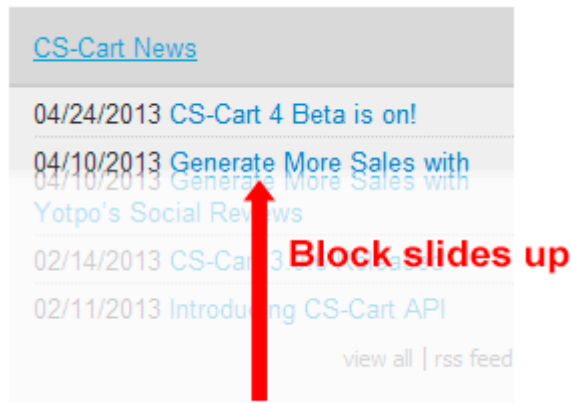 CS-Cart News
04/24/2013 CS-Cart 4 Beta is on!
04/10/2013 Generate More Sales with
04/10/2013 Generate More Sales with
Yotpo's Social Reviews
02/14/2013 CS-Cart
Block slides up
02/11/2013 Introducing CS-Cart API
view all | rss feed